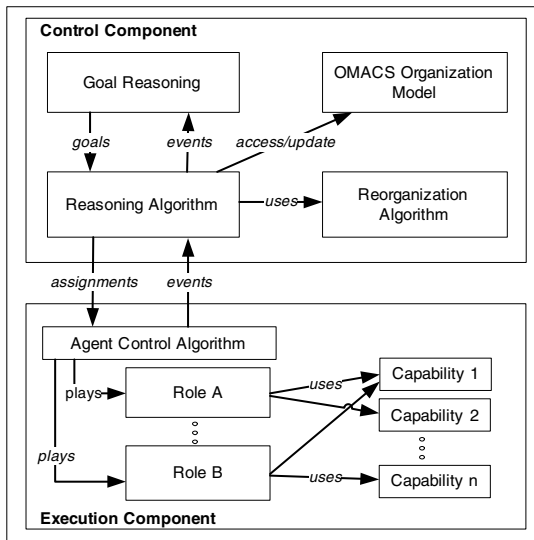 Control Component
Goal Reasoning
OMACS Organization
Model
goals
events
access/update
Reasoning Algorithm
uses
Reorganization
Algorithm
assignments
events
Agent Control Algorithm
plays
Role A
uses
Capability 1
Capability 2
plays
Role B
uses
Capability n
Execution Component